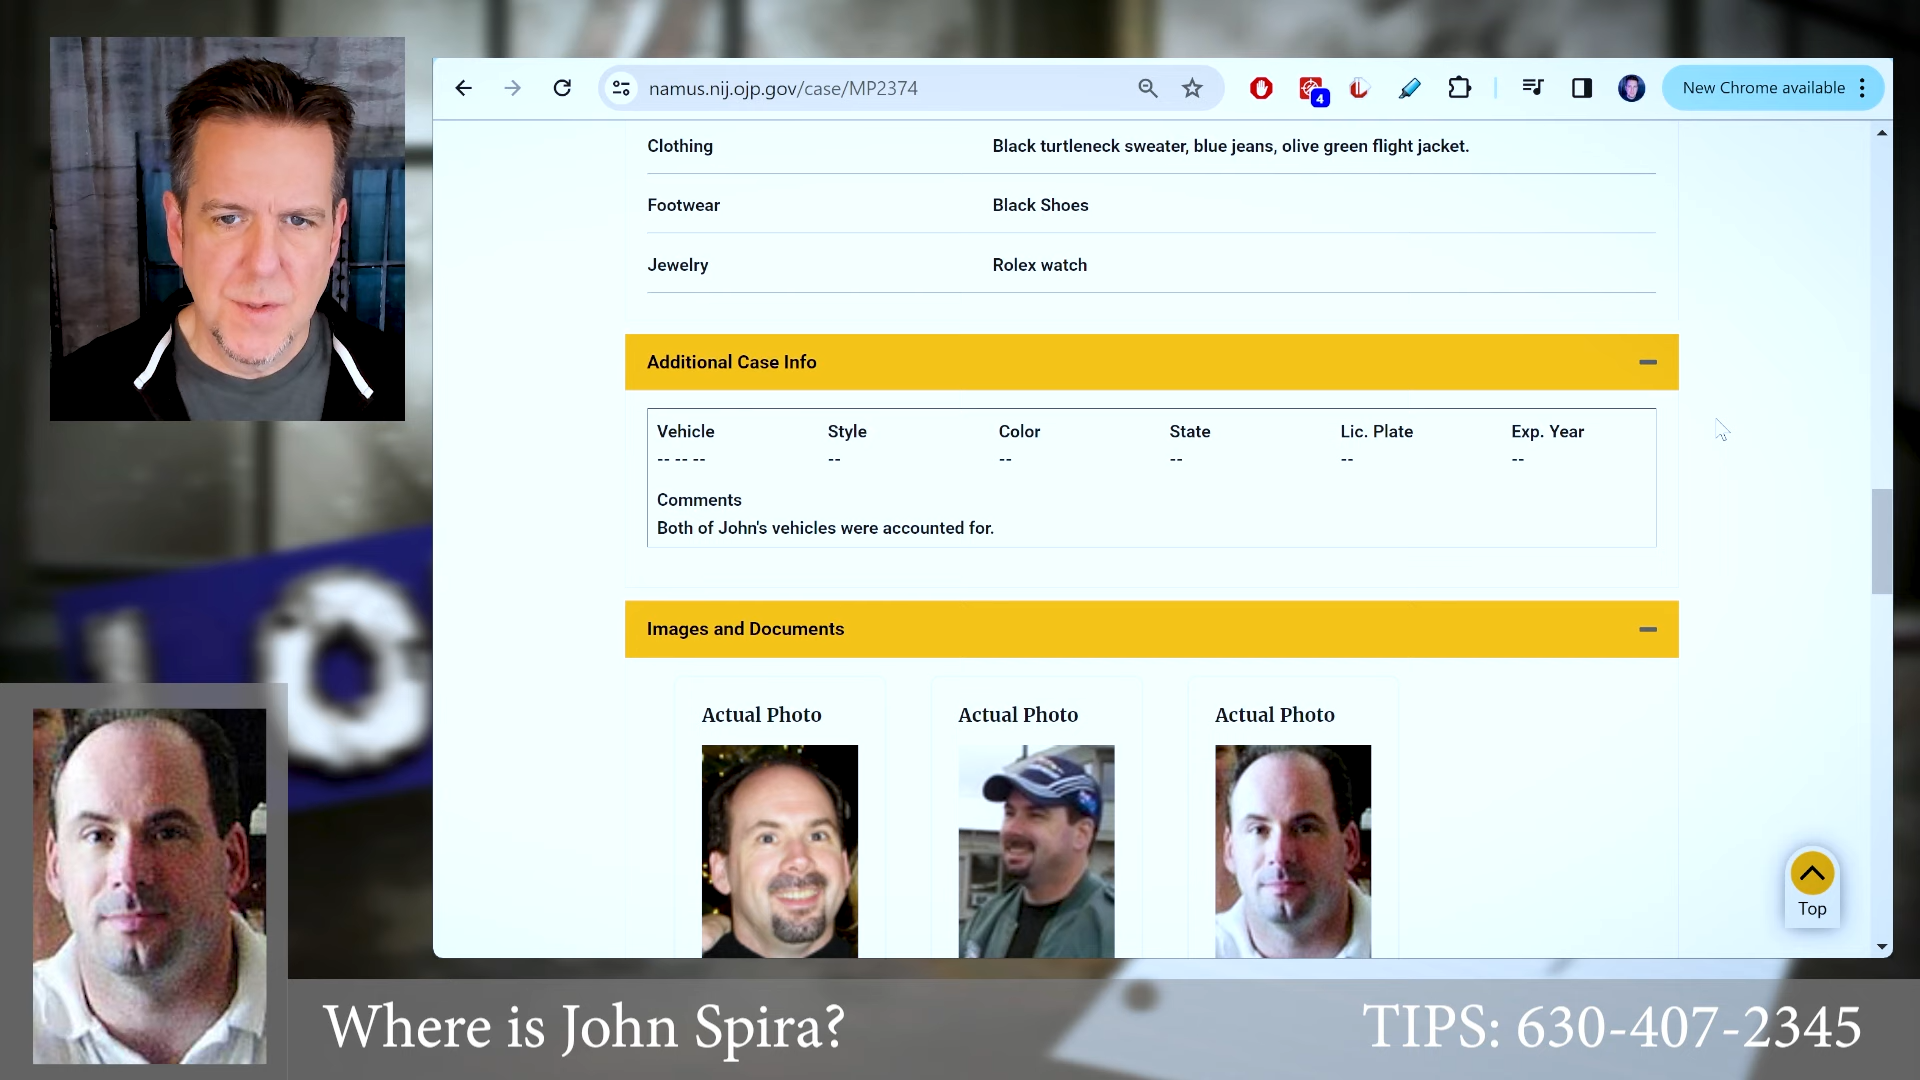 namus.nij.ojp.gov/case/MP2374
4
New Chrome available
Clothing Black turtleneck sweater, blue jeans, olive green flight jacket.
Footwear Black Shoes
Jewelry Rolex watch
Additional Case Info
Vehicle Style Color State Lic. Plate Exp. Year
-- -- -- -- -- -- -- --
Comments
Both of John's vehicles were accounted for.
Images and Documents
Actual Photo Actual Photo Actual Photo
Top
Where is John Spira? TIPS: 630-407-2345